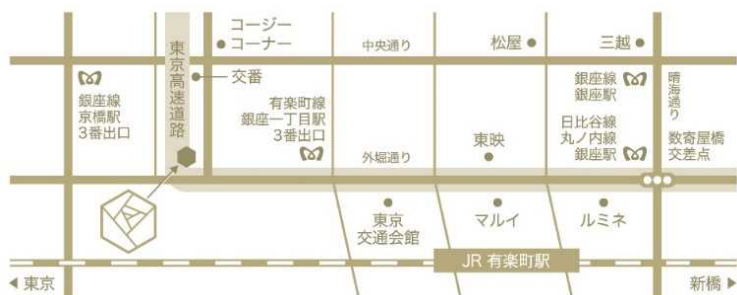 コージー
コーナー
中央通り
松屋
三越
東京高速道路
交番
銀座線
京橋駅
3番出口
有楽町線
銀座一丁目駅
3番出口
銀座線
銀座駅
晴海通り
外堀通り
東映
日比谷線
丸ノ内線
銀座駅
数寄屋橋
交差点
東京
交通会館
マルイ
ルミネ
JR 有楽町駅
東京
新橋